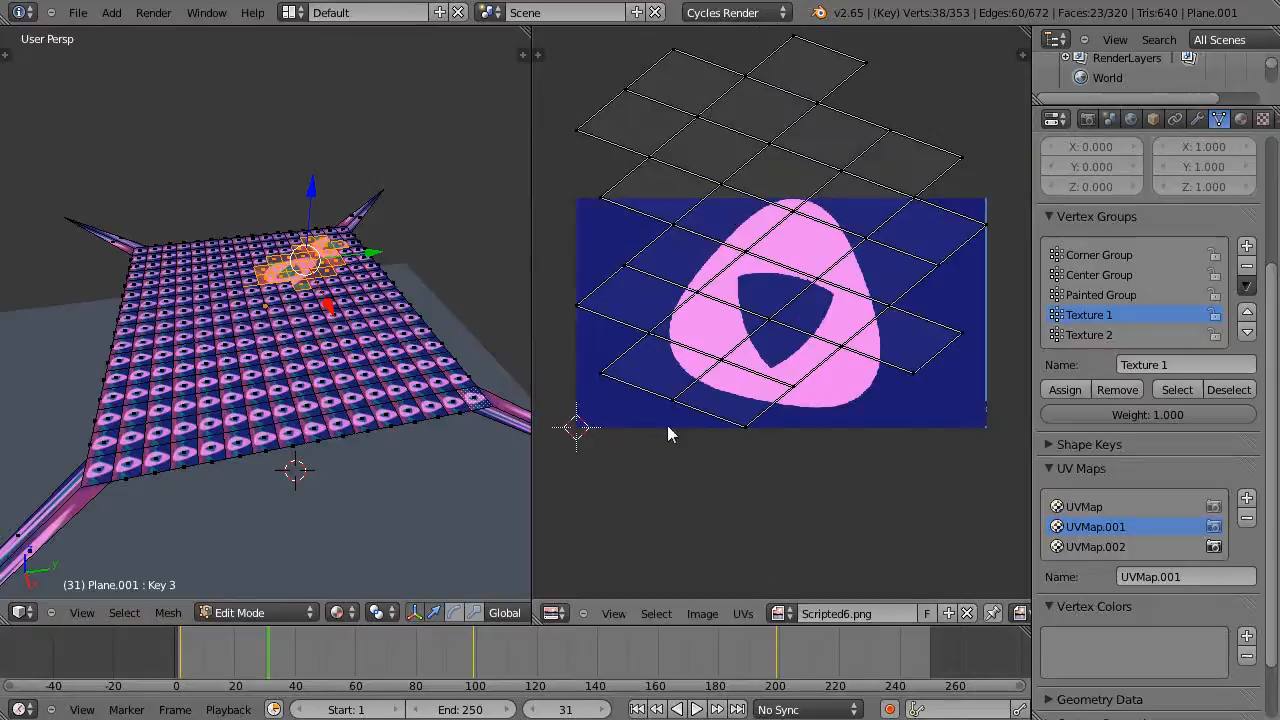 File Add Render Window Help Default Scene Cycles Render v2.65 | (Key) Verts:38/353 | Edges:60/672 | Faces:23/320 | Tris:640 | Plane.001
User Persp
View Search All Scenes
RenderLayers
World
X: 0.000 X: 1.000
Y: 0.000 Y: 1.000
Z: 0.000 Z: 1.000
Vertex Groups
Corner Group
Center Group
Painted Group
Texture 1
Texture 2
Name: Texture 1
Assign Remove Select Deselect
Weight: 1.000
Shape Keys
UV Maps
UVMap
UVMap.001
UVMap.002
Name: UVMap.001
Vertex Colors
Geometry Data
(31) Plane.001 : Key 3
View Select Mesh Edit Mode Global
View Select Image UVs Scripted6.png F
-40 -20 0 20 40 60 80 100 120 140 160 180 200 220 240 260
View Marker Frame Playback Start: 1 End: 250 31 No Sync